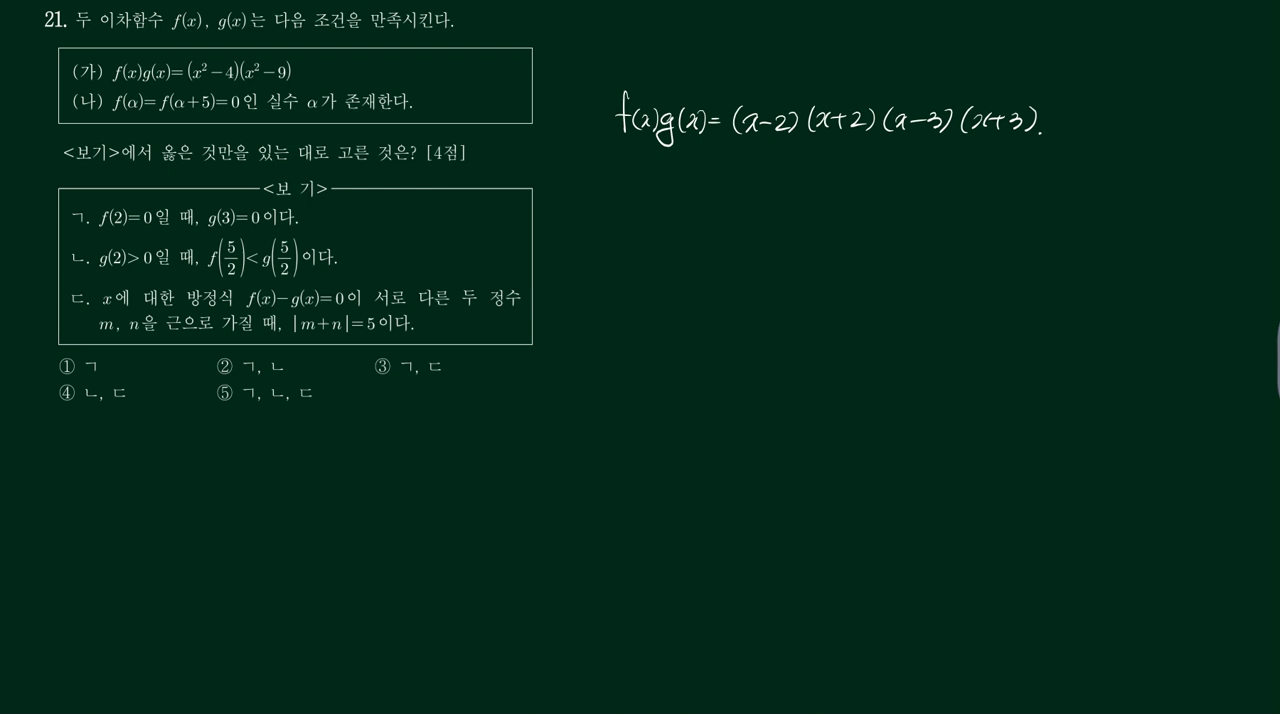 21. 두 이차함수 f(x), g(x)는 다음 조건을 만족시킨다.
(가) f(x)g(x)=(x²-4)(x²-9)
(나) f(α)=f(α+5)=0인 실수 α가 존재한다.
<보기>에서 옳은 것만을 있는 대로 고른 것은? [4점]
<보 기>
ㄱ. f(2)=0일 때, g(3)=0이다.
ㄴ. g(2)>0일 때, f(5/2)<g(5/2)이다.
ㄷ. x에 대한 방정식 f(x)-g(x)=0이 서로 다른 두 정수
m, n을 근으로 가질 때, |m+n|=5이다.
① ㄱ ② ㄱ, ㄴ ③ ㄱ, ㄷ
④ ㄴ, ㄷ ⑤ ㄱ, ㄴ, ㄷ
f(x)g(x)= (x-2)(x+2)(x-3)(x+3).